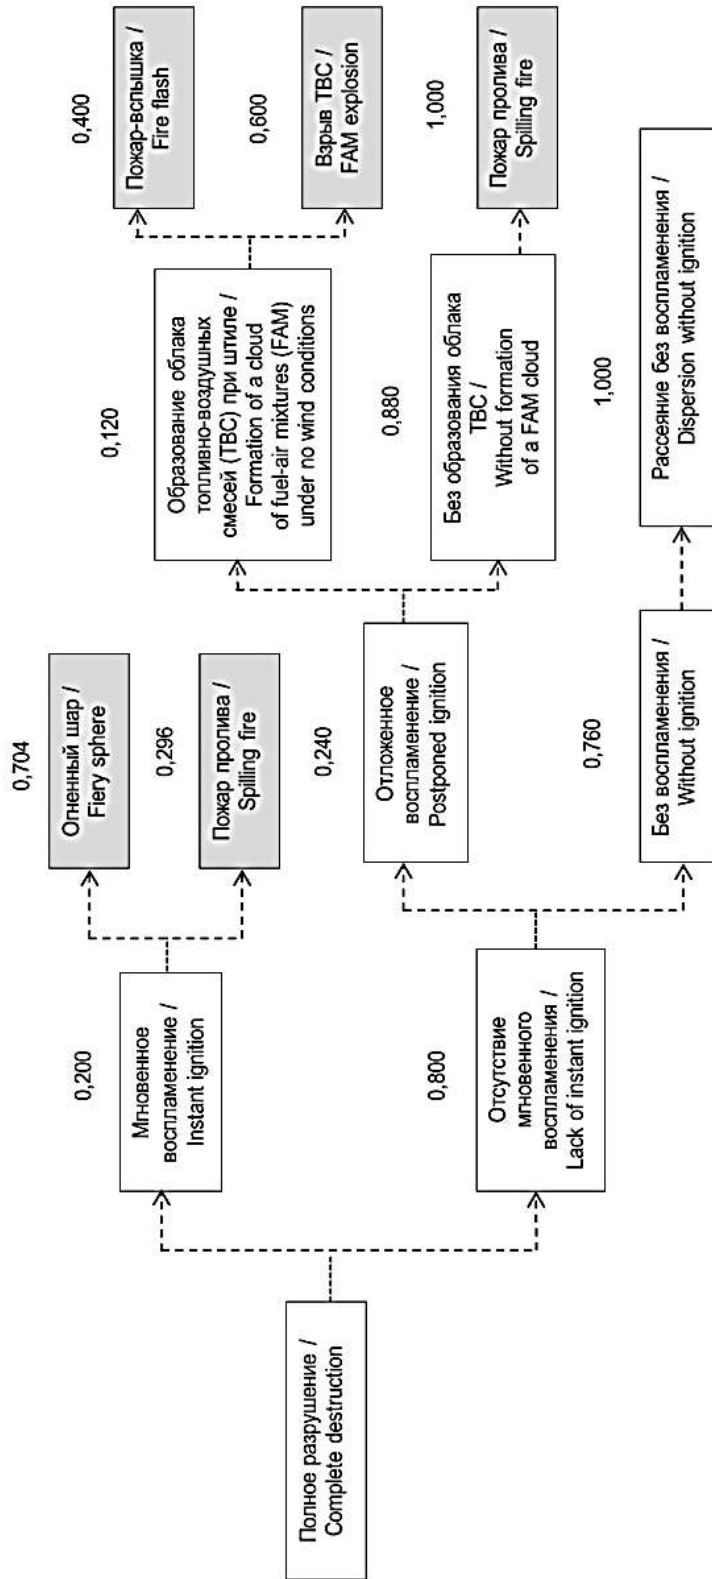 Полное разрушение /
Complete destruction
0,200
Мгновенное
воспламенение /
Instant ignition
0,800
Отсутствие
мгновенного
воспламенения /
Lack of instant ignition
0,704
Огненный шар /
Fiery sphere
0,296
Пожар пролива /
Spilling fire
0,240
Отложенное
воспламенение /
Postponed ignition
0,760
Без воспламенения /
Without ignition
0,120
Образование облака
топливно-воздушных
смесей (ТВС) при штиле /
Formation of a cloud
of fuel-air mixtures (FAM)
under no wind conditions
0,880
Без образования облака
ТВС /
Without formation
of a FAM cloud
1,000
Рассеяние без воспламенения /
Dispersion without ignition
0,400
Пожар-вспышка /
Fire flash
0,600
Взрыв ТВС /
FAM explosion
1,000
Пожар пролива /
Spilling fire